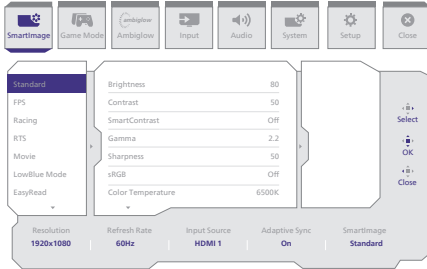 SmartImage
Game Mode
ambiglow
Ambiglow
Input
Audio
System
Setup
Close
Standard
FPS
Racing
RTS
Movie
LowBlue Mode
EasyRead
Brightness 80
Contrast 50
SmartContrast Off
Gamma 2.2
Sharpness 50
sRGB Off
Color Temperature 6500K
Select
OK
Close
Resolution Refresh Rate Input Source Adaptive Sync SmartImage
1920x1080 60Hz HDMI 1 On Standard